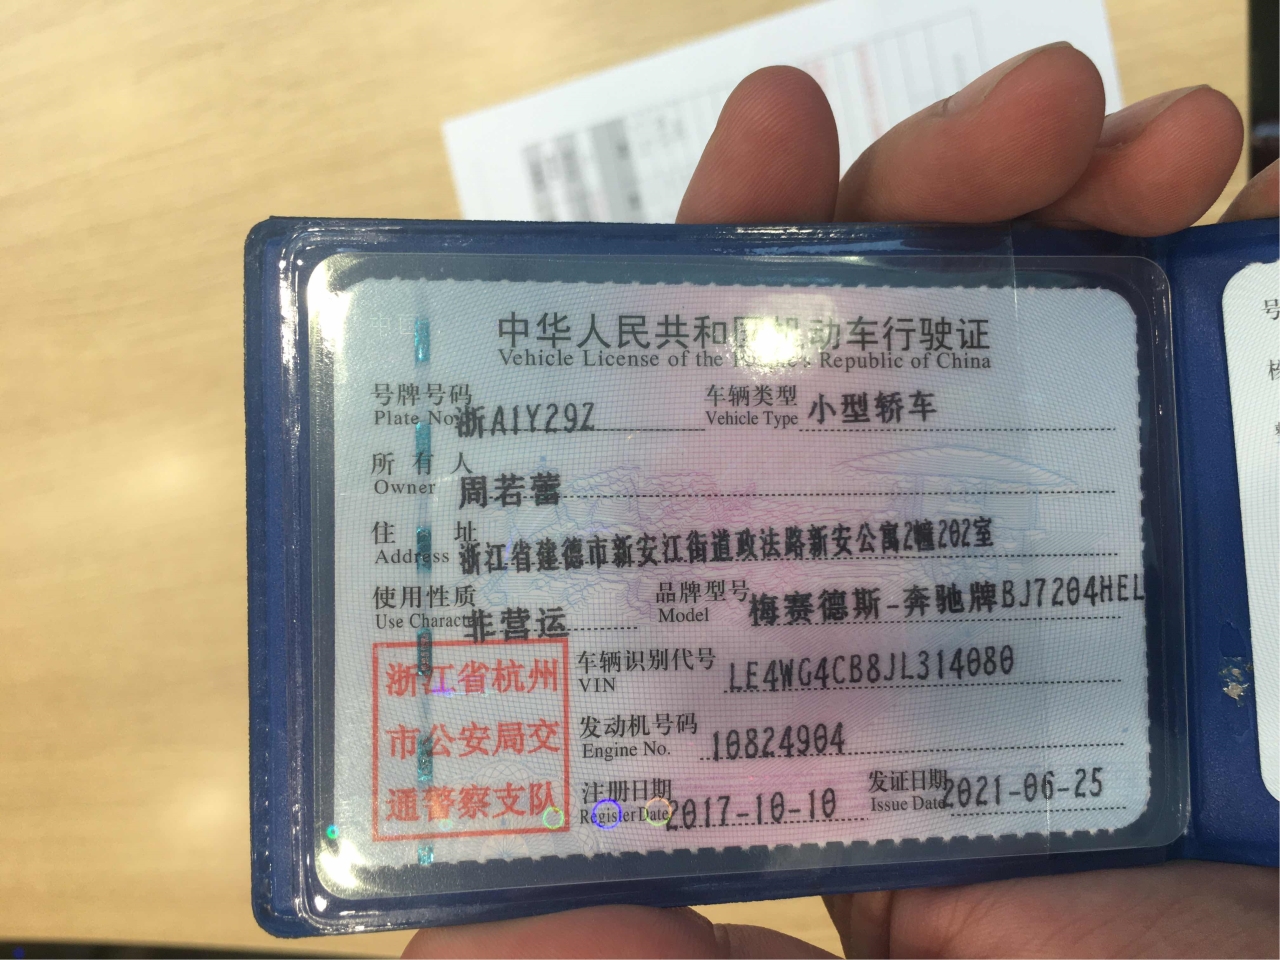 中华人民共和国机动车行驶证
Vehicle License of the People's Republic of China
号牌号码 浙A1Y29Z 车辆类型 小型轿车
Plate No. Vehicle Type
所有人 周若蕾
Owner
住址 浙江省建德市新安江街道政法路新安公寓2幢202室
Address
使用性质 非营运 品牌型号 梅赛德斯-奔驰牌BJ7204HEL
Use Character Model
浙江省杭州
市公安局交
通警察支队
车辆识别代号 LE4WG4CB8JL314080
VIN
发动机号码 10824904
Engine No.
注册日期 2017-10-10 发证日期 2021-06-25
Register Date Issue Date
号